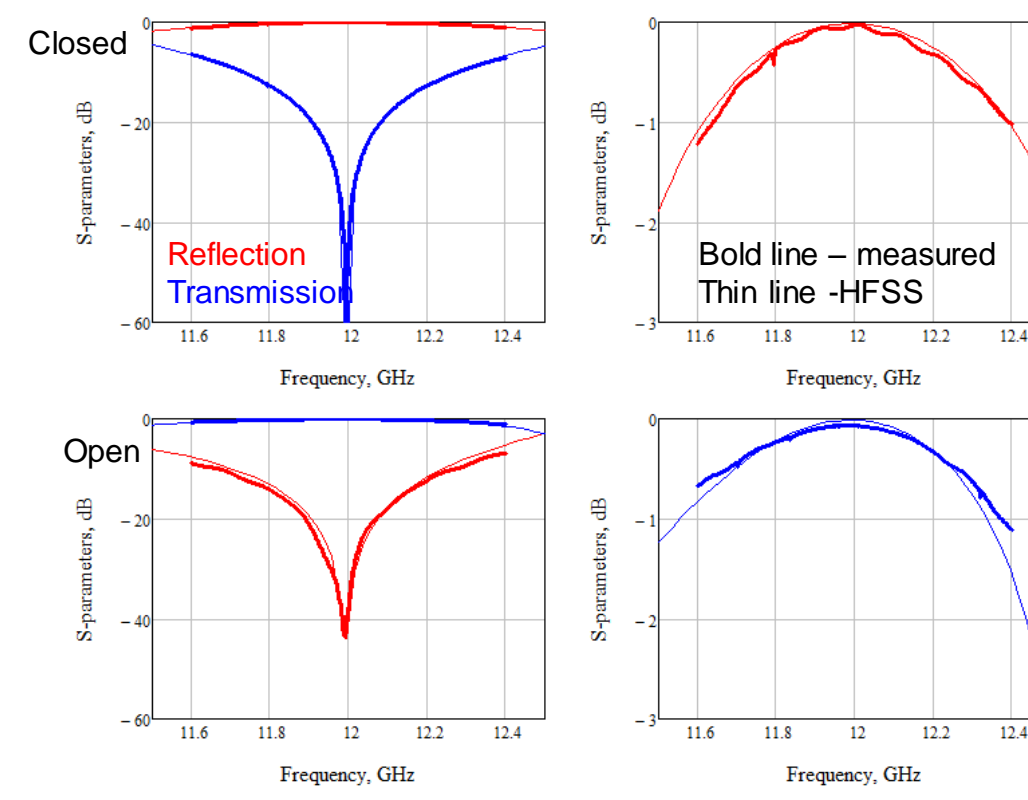 Closed
0
−20
−40
−60
S-parameters, dB
Reflection
Transmission
11.6 11.8 12 12.2 12.4
Frequency, GHz
0
−1
−2
−3
S-parameters, dB
Bold line – measured
Thin line -HFSS
11.6 11.8 12 12.2 12.4
Frequency, GHz
Open
0
−20
−40
−60
S-parameters, dB
11.6 11.8 12 12.2 12.4
Frequency, GHz
0
−1
−2
−3
S-parameters, dB
11.6 11.8 12 12.2 12.4
Frequency, GHz